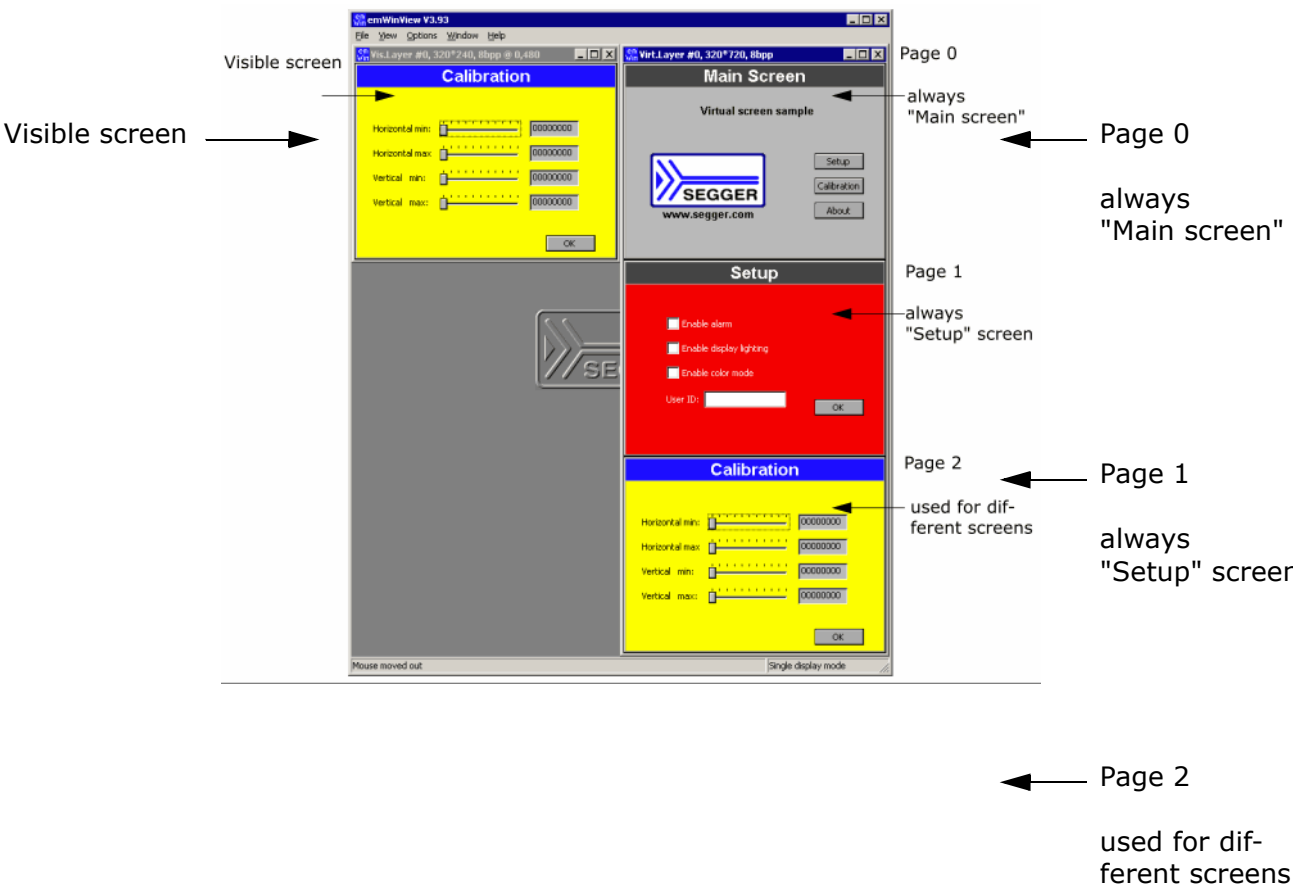 emWinView V3.93
File View Options Window Help
Vis.Layer #0, 320*240, 8bpp @ 0,480
Calibration
Horizontal min: 00000000
Horizontal max 00000000
Vertical min: 00000000
Vertical max: 00000000
OK
Virt.Layer #0, 320*720, 8bpp
Main Screen
Virtual screen sample
Setup
Calibration
About
SEGGER
www.segger.com
Setup
Enable alarm
Enable display lighting
Enable color mode
User ID:
OK
Calibration
Horizontal min: 00000000
Horizontal max 00000000
Vertical min: 00000000
Vertical max: 00000000
OK
SE
Mouse moved out
Single display mode
Visible screen
Page 0
always
"Main screen"
Page 1
always
"Setup" screen
Page 2
used for dif-
ferent screens
Visible screen
Page 0
always
"Main screen"
Page 1
always
"Setup" screen
Page 2
used for dif-
ferent screens